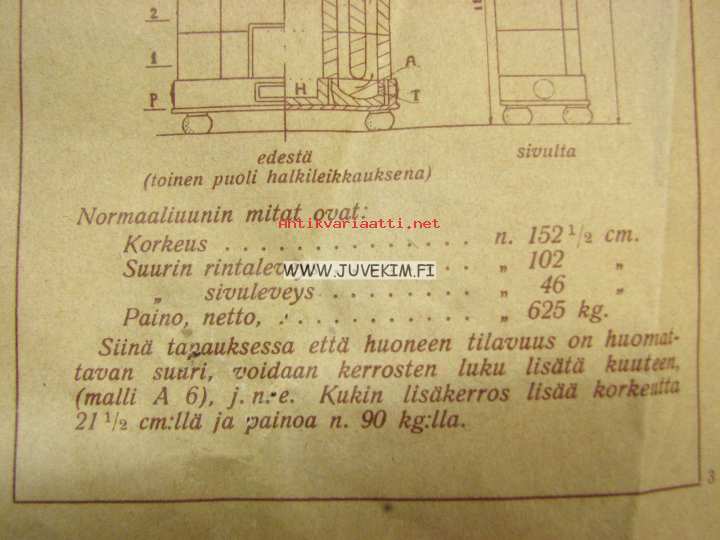 2
1
P
H
A
T
edestä
(toinen puoli halkileikkauksena)
sivulta
Normaaliuunin mitat ovat:
Antikvariaatti.net
Korkeus . . . . . . . . . . . . . . n. 152 1/2 cm.
Suurin rintaleveys . . . „ 102 „
WWW.JUVEKIM.FI
„ sivuleveys . . . . . . . . . „ 46 „
Paino, netto, . . . . . . . . . . . „ 625 kg.
Siinä tapauksessa että huoneen tilavuus on huomat-
tavan suuri, voidaan kerrosten luku lisätä kuuteen,
(malli A 6), j. n. e. Kukin lisäkerros lisää korkeutta
21 1/2 cm:llä ja painoa n. 90 kg:lla.
3